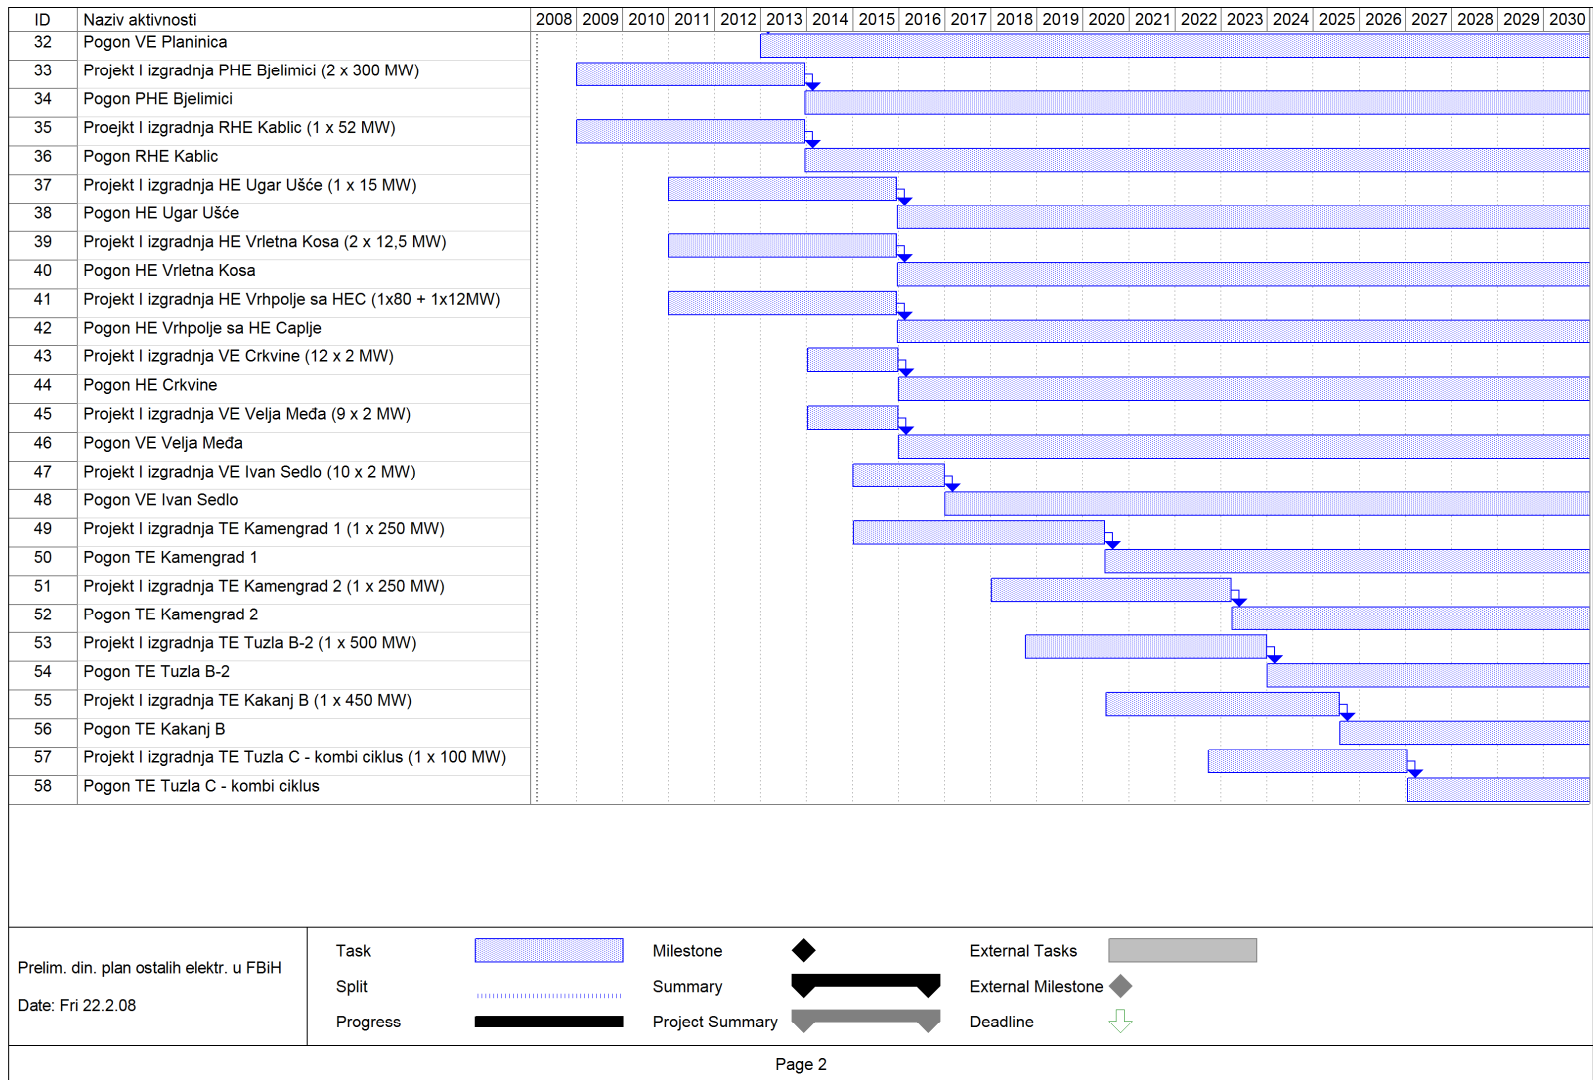 ID Naziv aktivnosti 2008 2009 2010 2011 2012 2013 2014 2015 2016 2017 2018 2019 2020 2021 2022 2023 2024 2025 2026 2027 2028 2029 2030
32 Pogon VE Planinica
33 Projekt I izgradnja PHE Bjelimici (2 x 300 MW)
34 Pogon PHE Bjelimici
35 Proejkt I izgradnja RHE Kablic (1 x 52 MW)
36 Pogon RHE Kablic
37 Projekt I izgradnja HE Ugar Ušće (1 x 15 MW)
38 Pogon HE Ugar Ušće
39 Projekt I izgradnja HE Vrletna Kosa (2 x 12,5 MW)
40 Pogon HE Vrletna Kosa
41 Projekt I izgradnja HE Vrhpolje sa HEC (1x80 + 1x12MW)
42 Pogon HE Vrhpolje sa HE Caplje
43 Projekt I izgradnja VE Crkvine (12 x 2 MW)
44 Pogon HE Crkvine
45 Projekt I izgradnja VE Velja Međa (9 x 2 MW)
46 Pogon VE Velja Međa
47 Projekt I izgradnja VE Ivan Sedlo (10 x 2 MW)
48 Pogon VE Ivan Sedlo
49 Projekt I izgradnja TE Kamengrad 1 (1 x 250 MW)
50 Pogon TE Kamengrad 1
51 Projekt I izgradnja TE Kamengrad 2 (1 x 250 MW)
52 Pogon TE Kamengrad 2
53 Projekt I izgradnja TE Tuzla B-2 (1 x 500 MW)
54 Pogon TE Tuzla B-2
55 Projekt I izgradnja TE Kakanj B (1 x 450 MW)
56 Pogon TE Kakanj B
57 Projekt I izgradnja TE Tuzla C - kombi ciklus (1 x 100 MW)
58 Pogon TE Tuzla C - kombi ciklus
Prelim. din. plan ostalih elektr. u FBiH
Date: Fri 22.2.08
Task Milestone External Tasks
Split Summary External Milestone
Progress Project Summary Deadline
Page 2